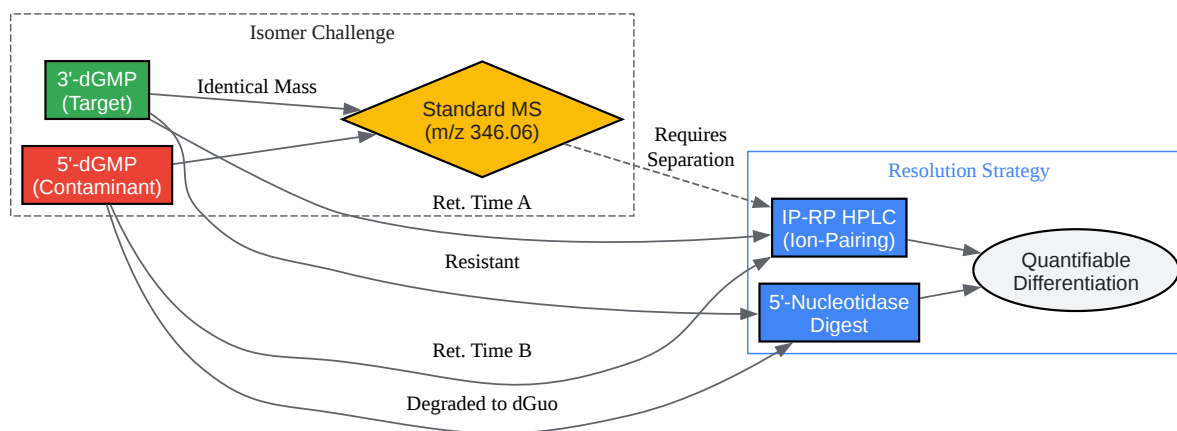 Isomer Challenge
3'-dGMP
(Target)
Identical Mass
Standard MS
(m/z 346.06)
5'-dGMP
(Contaminant)
Requires
Separation
Resolution Strategy
Ret. Time A
IP-RP HPLC
(Ion-Pairing)
Resistant
Quantifiable
Differentiation
5'-Nucleotidase
Digest
Ret. Time B
Degraded to dGuo